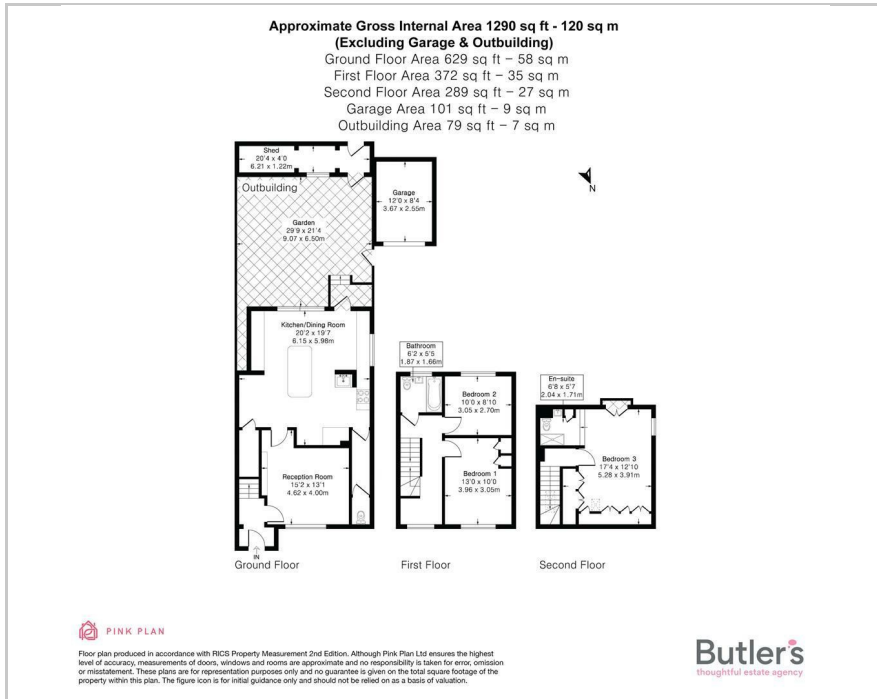 Approximate Gross Internal Area 1290 sq ft - 120 sq m
(Excluding Garage & Outbuilding)
Ground Floor Area 629 sq ft – 58 sq m
First Floor Area 372 sq ft – 35 sq m
Second Floor Area 289 sq ft – 27 sq m
Garage Area 101 sq ft – 9 sq m
Outbuilding Area 79 sq ft – 7 sq m
Shed
20'4 x 4'0
6.21 x 1.22m
Outbuilding
Garage
12'0 x 8'4
3.67 x 2.55m
N
Garden
29'9 x 21'4
9.07 x 6.50m
Kitchen/Dining Room
20'2 x 19'7
6.15 x 5.98m
Reception Room
15'2 x 13'1
4.62 x 4.00m
IN
Ground Floor
Bathroom
6'2 x 5'5
1.87 x 1.66m
Bedroom 2
10'0 x 8'10
3.05 x 2.70m
Bedroom 1
13'0 x 10'0
3.96 x 3.05m
First Floor
En-suite
6'8 x 5'7
2.04 x 1.71m
Bedroom 3
17'4 x 12'10
5.28 x 3.91m
Second Floor
PINK PLAN
Floor plan produced in accordance with RICS Property Measurement 2nd Edition. Although Pink Plan Ltd ensures the highest
level of accuracy, measurements of doors, windows and rooms are approximate and no responsibility is taken for error, omission
or misstatement. These plans are for representation purposes only and no guarantee is given on the total square footage of the
property within this plan. The figure icon is for initial guidance only and should not be relied on as a basis of valuation.
Butler's
thoughtful estate agency